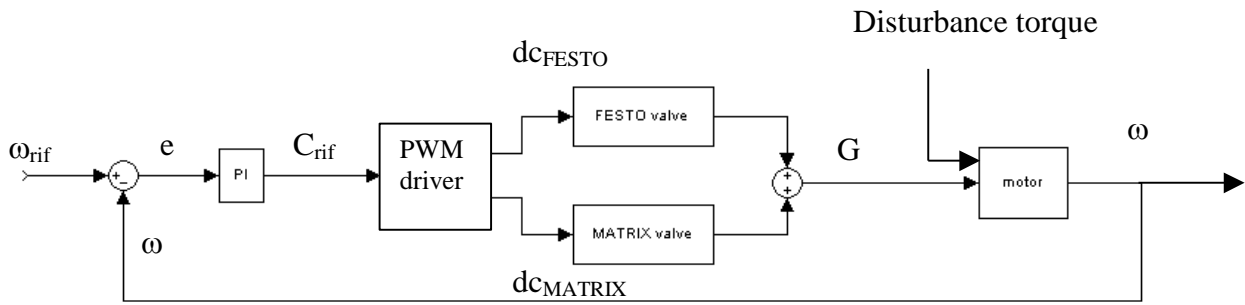 Disturbance torque
dcFESTO
FESTO valve
ωrif
e
Crif
G
ω
+
−
PI
PWM
driver
+
+
motor
ω
MATRIX valve
dcMATRIX